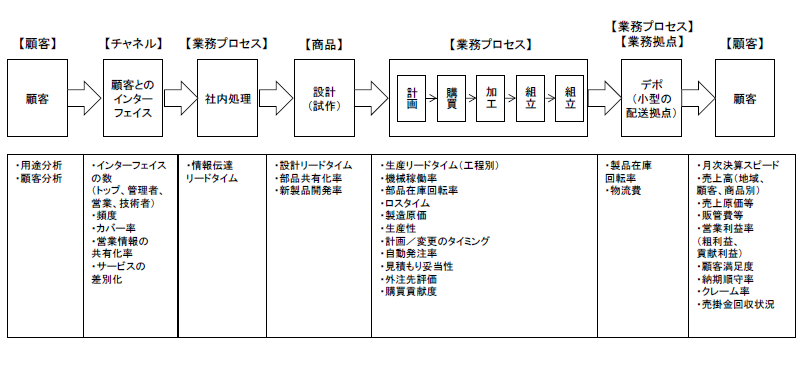 【顧客】
【チャネル】
【業務プロセス】
【商品】
【業務プロセス】
【業務プロセス】
【業務拠点】
【顧客】
顧客
顧客との
インター
フェイス
社内処理
設計
（試作）
計画
購買
加工
組立
組立
デポ
（小型の
配送拠点）
顧客
・用途分析
・顧客分析
・インターフェイス
の数
（トップ、管理者、
営業、技術者）
・頻度
・カバー率
・営業情報の
共有化率
・サービスの
差別化
・情報伝達
リードタイム
・設計リードタイム
・部品共有化率
・新製品開発率
・生産リードタイム（工程別）
・機械稼働率
・部品在庫回転率
・ロスタイム
・製造原価
・生産性
・計画／変更のタイミング
・自動発注率
・見積もり妥当性
・外注先評価
・購買貢献度
・製品在庫
回転率
・物流費
・月次決算スピード
・売上高（地域、
顧客、商品別）
・売上原価等
・販管費等
・営業利益率
（粗利益、
貢献利益）
・顧客満足度
・納期順守率
・クレーム率
・売掛金回収状況